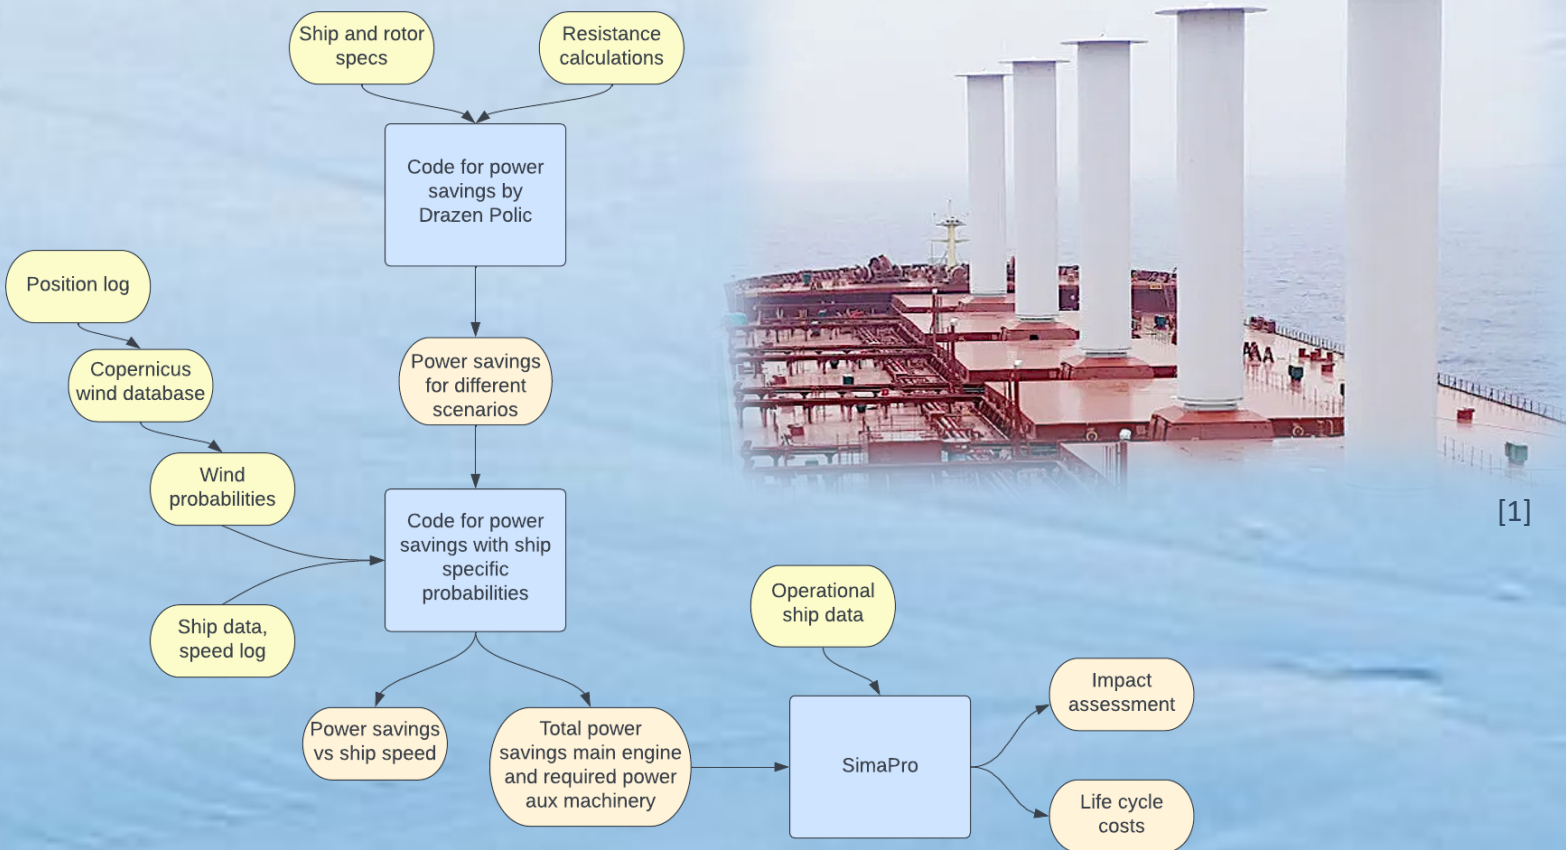 Ship and rotor
specs
Resistance
calculations
Code for power
savings by
Drazen Polic
Position log
Copernicus
wind database
Power savings
for different
scenarios
Wind
probabilities
Code for power
savings with ship
specific
probabilities
[1]
Ship data,
speed log
Operational
ship data
Power savings
vs ship speed
Total power
savings main engine
and required power
aux machinery
SimaPro
Impact
assessment
Life cycle
costs